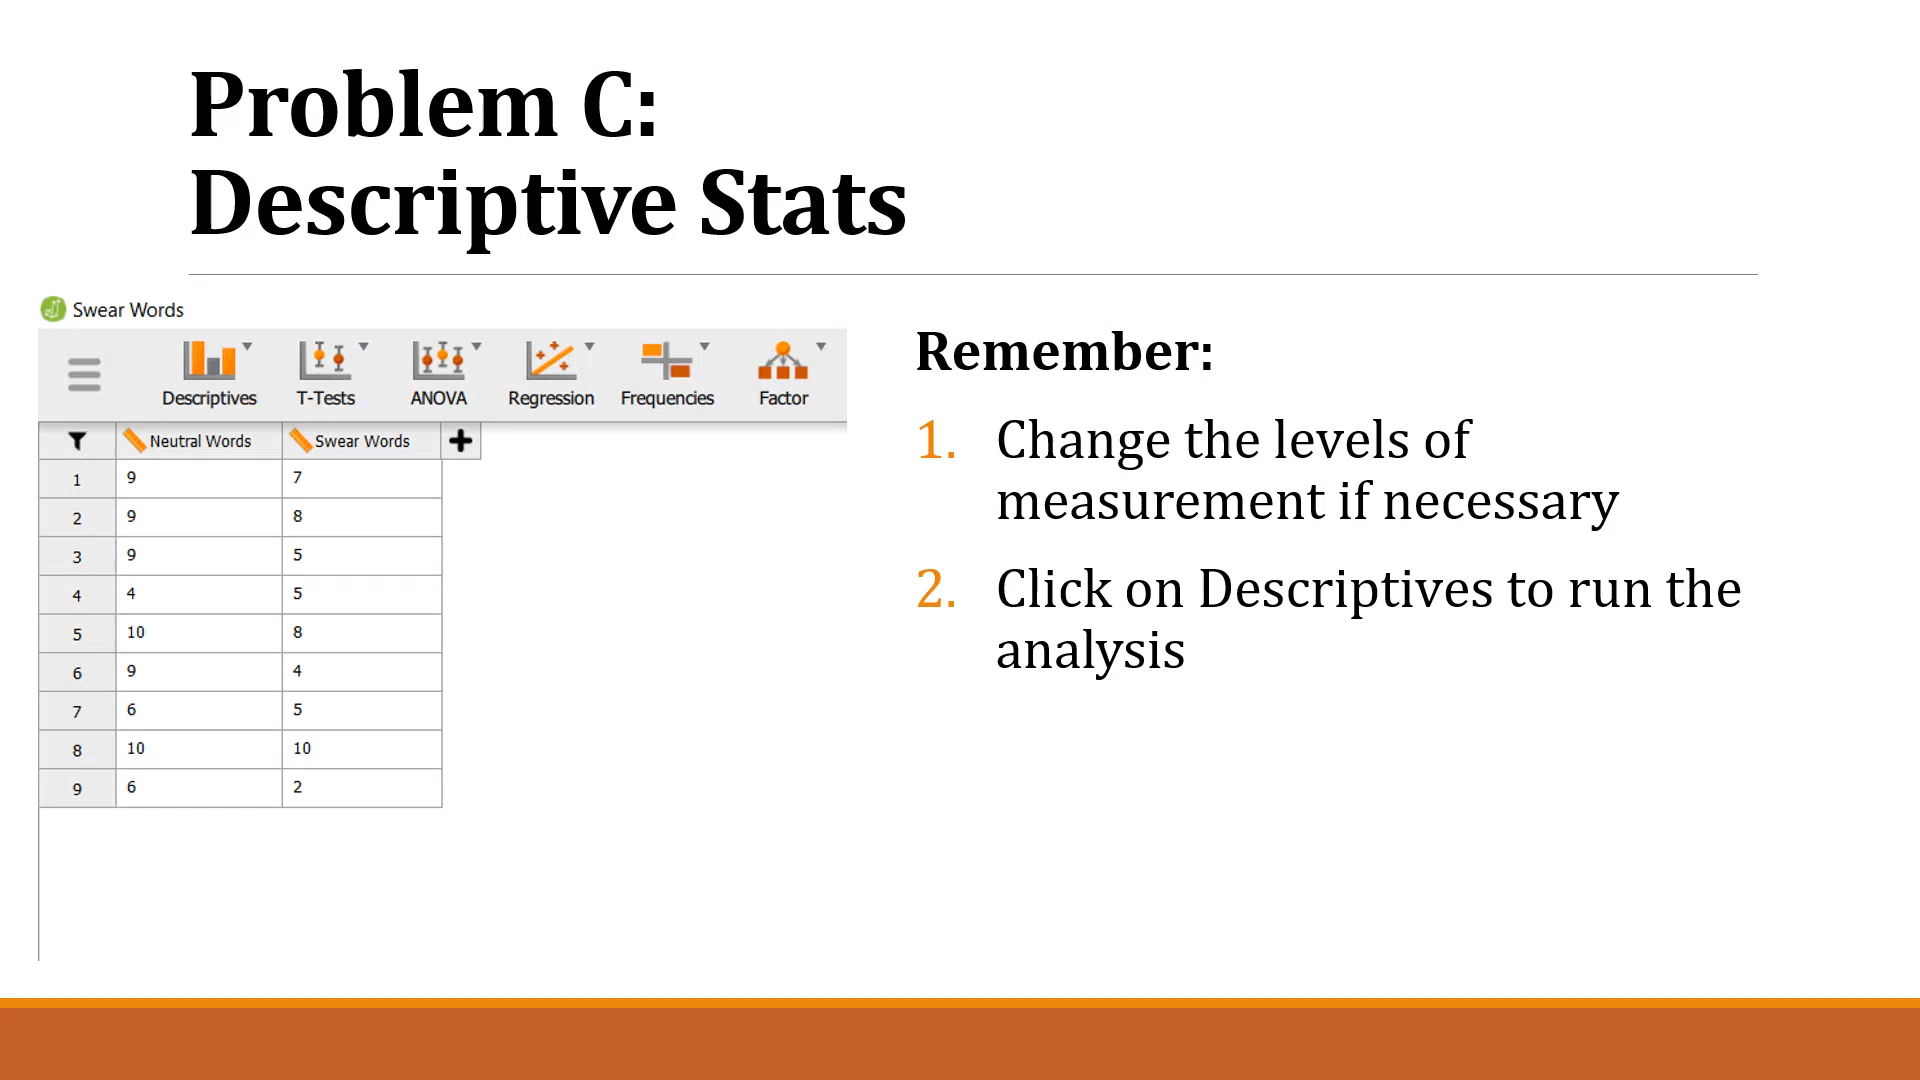 Problem C:
Descriptive Stats
Swear Words
Descriptives T-Tests ANOVA Regression Frequencies Factor
Neutral Words Swear Words
1 9 7
2 9 8
3 9 5
4 4 5
5 10 8
6 9 4
7 6 5
8 10 10
9 6 2
Remember:
1. Change the levels of
measurement if necessary
2. Click on Descriptives to run the
analysis